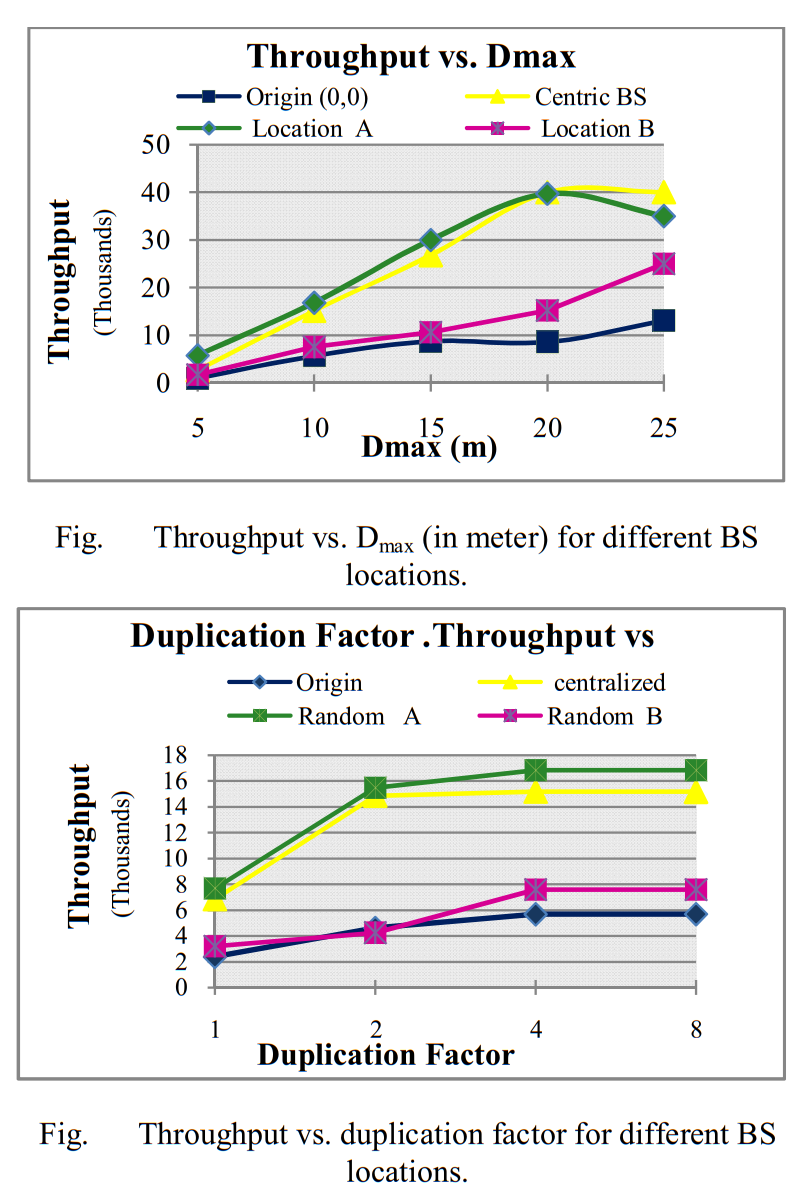 Throughput vs. Dmax
Origin (0,0) Centric BS
Location A Location B
50
40
30
20
10
0
Throughput
(Thousands)
5 10 15 20 25
Dmax (m)
Fig. Throughput vs. Dmax (in meter) for different BS
locations.
Duplication Factor .Throughput vs
Origin centralized
Random A Random B
18
16
14
12
10
8
6
4
2
0
Throughput
(Thousands)
1 2 4 8
Duplication Factor
Fig. Throughput vs. duplication factor for different BS
locations.